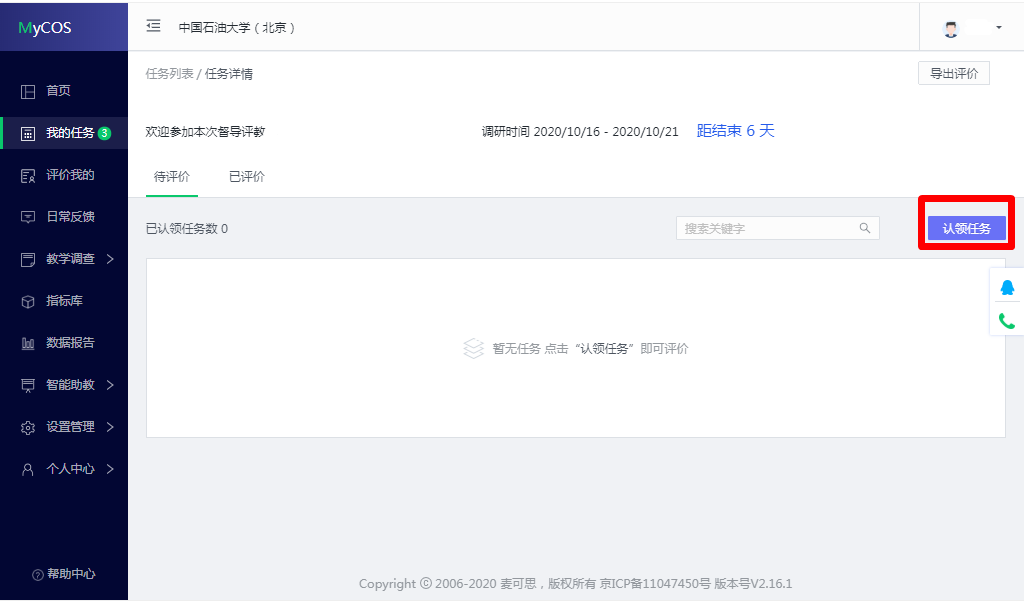 MyCOS
中国石油大学（北京）
首页
我的任务 3
评价我的
日常反馈
教学调查
指标库
数据报告
智能助教
设置管理
个人中心
帮助中心
任务列表 / 任务详情
导出评价
欢迎参加本次督导评教
调研时间 2020/10/16 - 2020/10/21 距结束 6 天
待评价 已评价
已认领任务数 0
搜索关键字
认领任务
暂无任务 点击“认领任务”即可评价
Copyright © 2006-2020 麦可思，版权所有 京ICP备11047450号 版本号V2.16.1